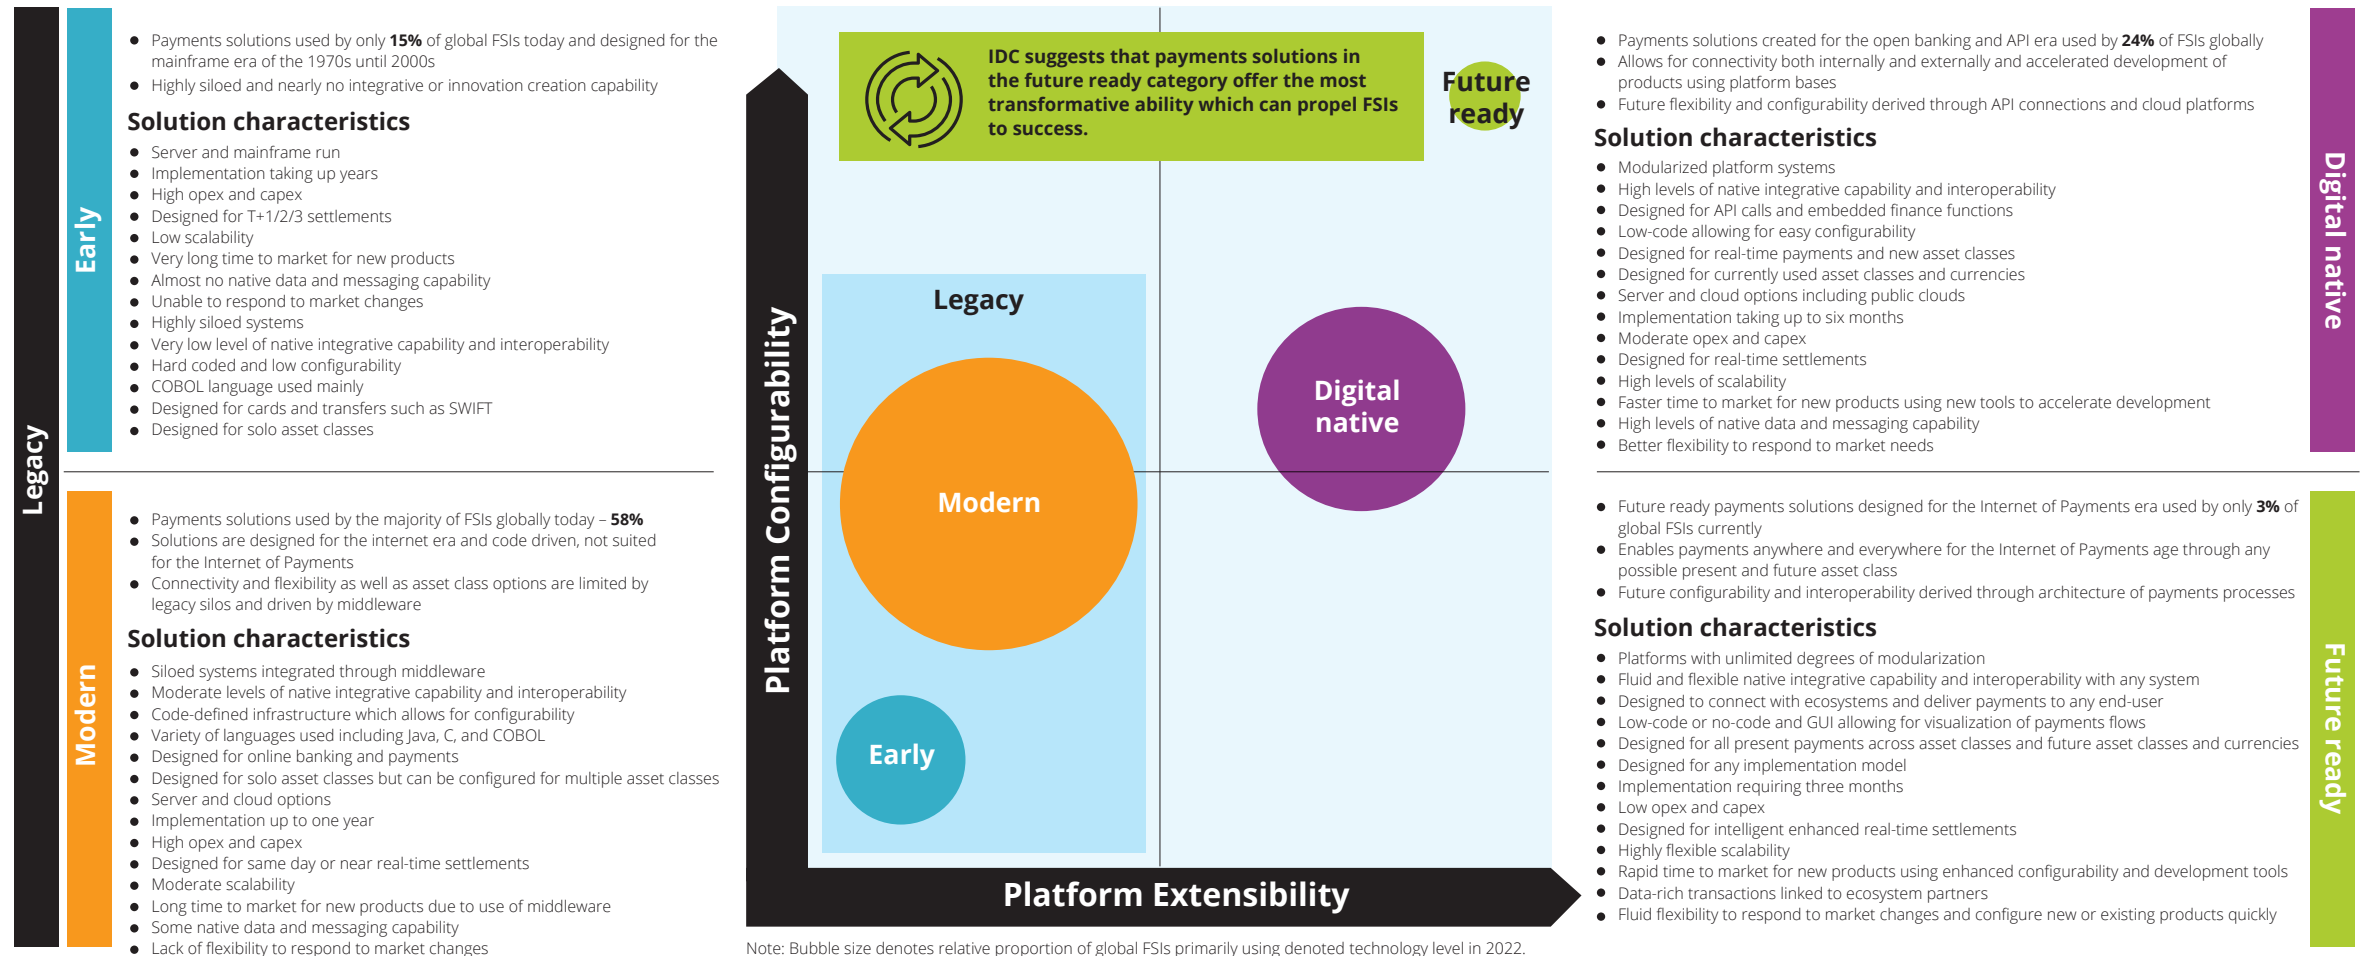 Legacy
Early
Payments solutions used by only 15% of global FSIs today and designed for the
mainframe era of the 1970s until 2000s
Highly siloed and nearly no integrative or innovation creation capability
Solution characteristics
Server and mainframe run
Implementation taking up years
High opex and capex
Designed for T+1/2/3 settlements
Low scalability
Very long time to market for new products
Almost no native data and messaging capability
Unable to respond to market changes
Highly siloed systems
Very low level of native integrative capability and interoperability
Hard coded and low configurability
COBOL language used mainly
Designed for cards and transfers such as SWIFT
Designed for solo asset classes
Modern
Payments solutions used by the majority of FSIs globally today – 58%
Solutions are designed for the internet era and code driven, not suited
for the Internet of Payments
Connectivity and flexibility as well as asset class options are limited by
legacy silos and driven by middleware
Solution characteristics
Siloed systems integrated through middleware
Moderate levels of native integrative capability and interoperability
Code-defined infrastructure which allows for configurability
Variety of languages used including Java, C, and COBOL
Designed for online banking and payments
Designed for solo asset classes but can be configured for multiple asset classes
Server and cloud options
Implementation up to one year
High opex and capex
Designed for same day or near real-time settlements
Moderate scalability
Long time to market for new products due to use of middleware
Some native data and messaging capability
Lack of flexibility to respond to market changes
Platform Configurability
IDC suggests that payments solutions in
the future ready category offer the most
transformative ability which can propel FSIs
to success.
Future
ready
Legacy
Modern
Early
Digital
native
Platform Extensibility
Note: Bubble size denotes relative proportion of global FSIs primarily using denoted technology level in 2022.
Payments solutions created for the open banking and API era used by 24% of FSIs globally
Allows for connectivity both internally and externally and accelerated development of
products using platform bases
Future flexibility and configurability derived through API connections and cloud platforms
Solution characteristics
Modularized platform systems
High levels of native integrative capability and interoperability
Designed for API calls and embedded finance functions
Low-code allowing for easy configurability
Designed for real-time payments and new asset classes
Designed for currently used asset classes and currencies
Server and cloud options including public clouds
Implementation taking up to six months
Moderate opex and capex
Designed for real-time settlements
High levels of scalability
Faster time to market for new products using new tools to accelerate development
High levels of native data and messaging capability
Better flexibility to respond to market needs
Digital native
Future ready payments solutions designed for the Internet of Payments era used by only 3% of
global FSIs currently
Enables payments anywhere and everywhere for the Internet of Payments age through any
possible present and future asset class
Future configurability and interoperability derived through architecture of payments processes
Solution characteristics
Platforms with unlimited degrees of modularization
Fluid and flexible native integrative capability and interoperability with any system
Designed to connect with ecosystems and deliver payments to any end-user
Low-code or no-code and GUI allowing for visualization of payments flows
Designed for all present payments across asset classes and future asset classes and currencies
Designed for any implementation model
Implementation requiring three months
Low opex and capex
Designed for intelligent enhanced real-time settlements
Highly flexible scalability
Rapid time to market for new products using enhanced configurability and development tools
Data-rich transactions linked to ecosystem partners
Fluid flexibility to respond to market changes and configure new or existing products quickly
Future ready